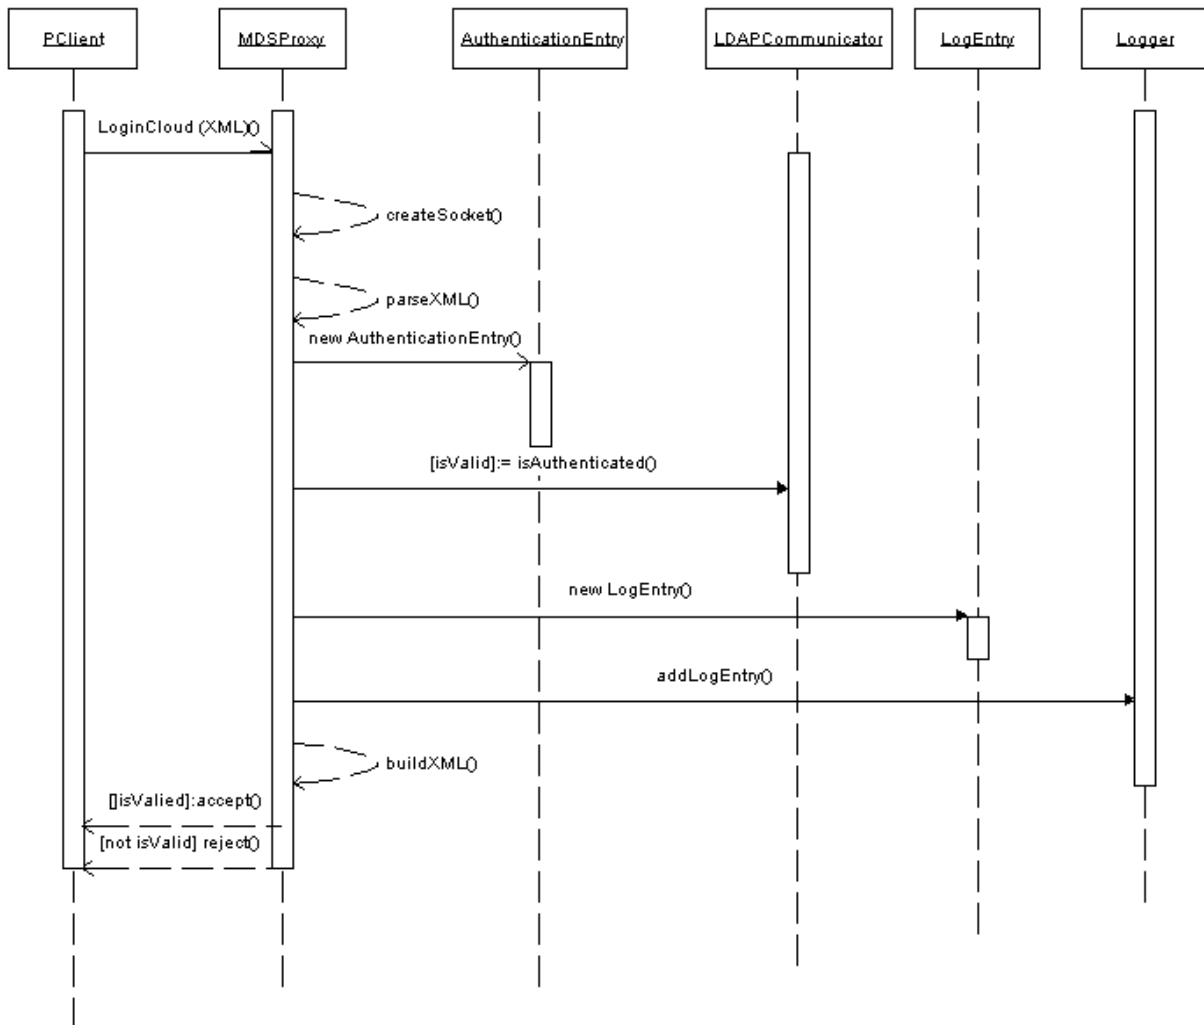 PClient
MDSProxy
AuthenticationEntry
LDAPCommunicator
LogEntry
Logger
LoginCloud (XML)()
createSocket()
parseXML()
new AuthenticationEntry()
[isValid]:= isAuthenticated()
new LogEntry()
addLogEntry()
buildXML()
[]isValied]:accept()
[not isValid] reject()